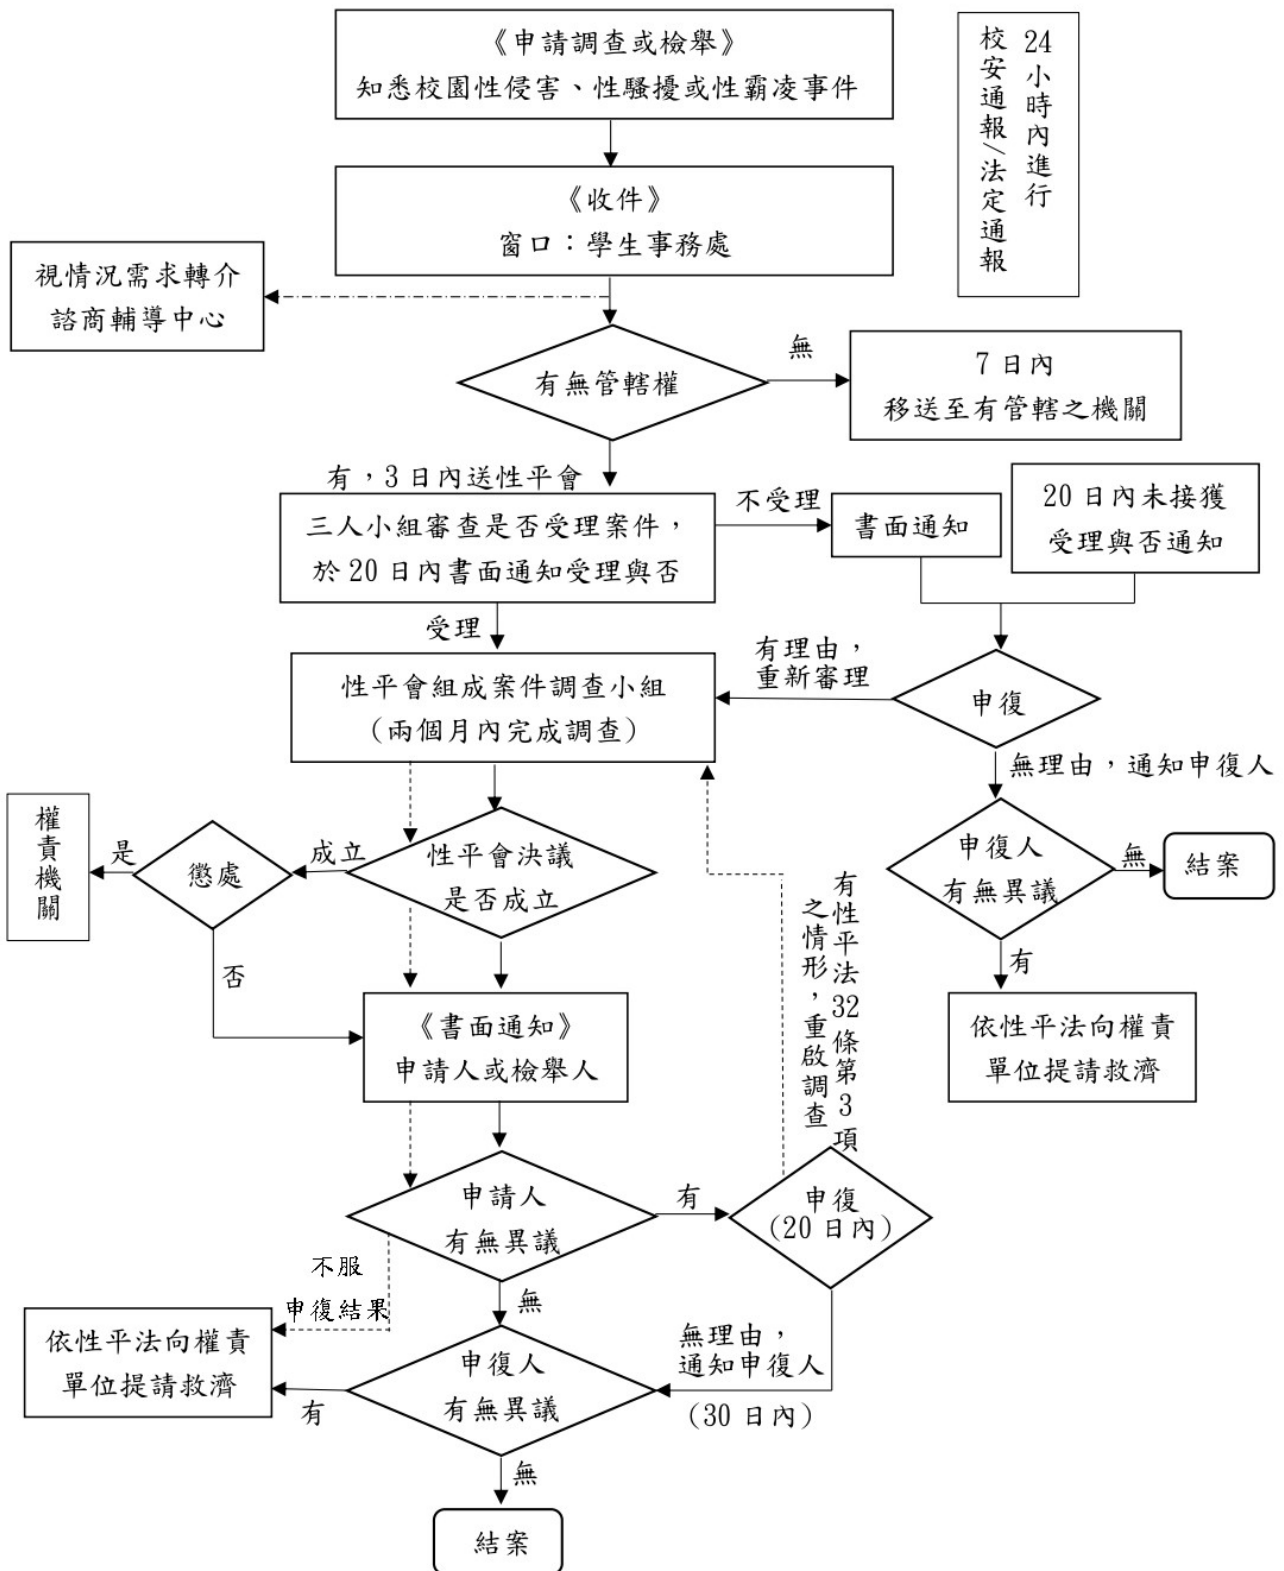 《申請調查或檢舉》
知悉校園性侵害、性騷擾或性霸凌事件
24小時內進行
校安通報/法定通報
《收件》
窗口：學生事務處
視情況需求轉介
諮商輔導中心
有無管轄權
無
7日內
移送至有管轄之機關
有，3日內送性平會
三人小組審查是否受理案件，
於20日內書面通知受理與否
不受理
書面通知
20日內未接獲
受理與否通知
受理
性平會組成案件調查小組
（兩個月內完成調查）
有理由，
重新審理
申復
無理由，通知申復人
申復人
有無異議
無
結案
有
依性平法向權責
單位提請救濟
性平會決議
是否成立
成立
懲處
是
權責機關
否
《書面通知》
申請人或檢舉人
有性平法32條第3項
之情形，重啟調查
申請人
有無異議
有
申復
（20日內）
不服
申復結果
無
無理由，
通知申復人
（30日內）
申復人
有無異議
有
依性平法向權責
單位提請救濟
無
結案